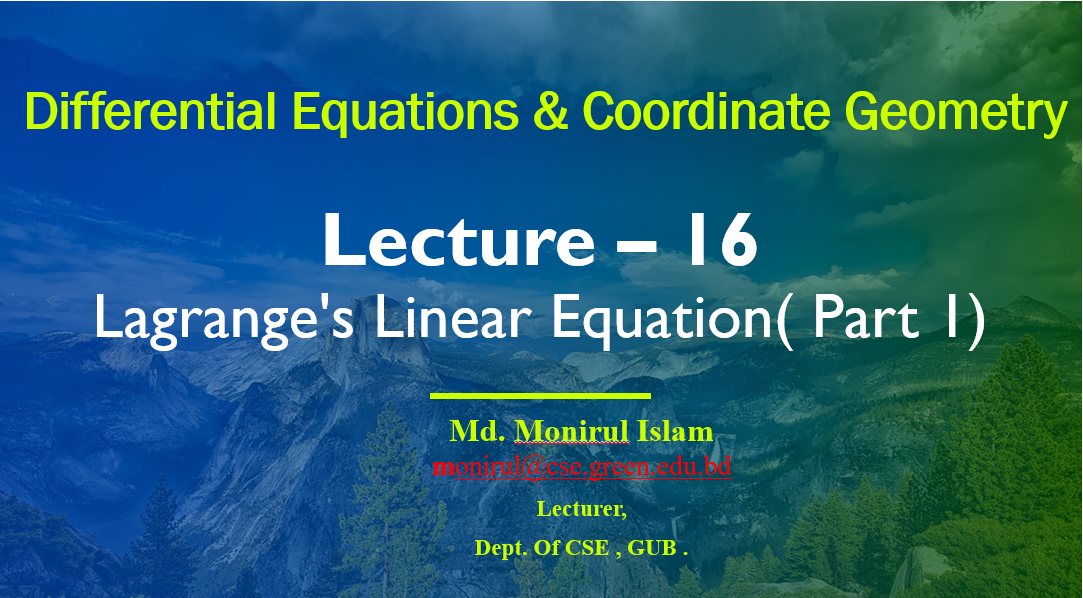 Differential Equations & Coordinate Geometry
Lecture – 16
Lagrange's Linear Equation( Part 1)
Md. Monirul Islam
monirul@cse.green.edu.bd
Lecturer,
Dept. Of CSE , GUB .